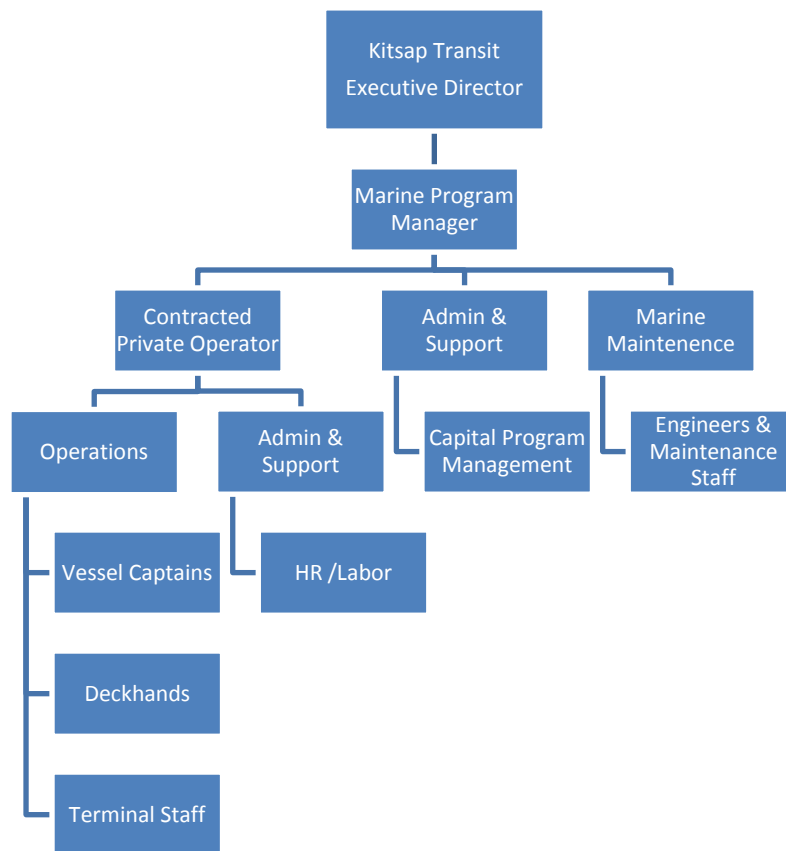 Kitsap Transit
Executive Director
Marine Program
Manager
Contracted
Private Operator
Admin &
Support
Marine
Maintenence
Operations
Admin &
Support
Capital Program
Management
Engineers &
Maintenance
Staff
Vessel Captains
HR /Labor
Deckhands
Terminal Staff